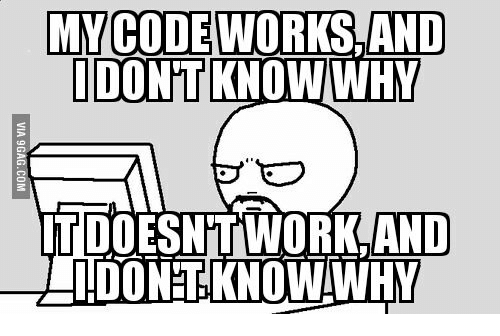 MY CODE WORKS, AND
I DON'T KNOW WHY
VIA 9GAG.COM
IT DOESN'T WORK, AND
I DON'T KNOW WHY